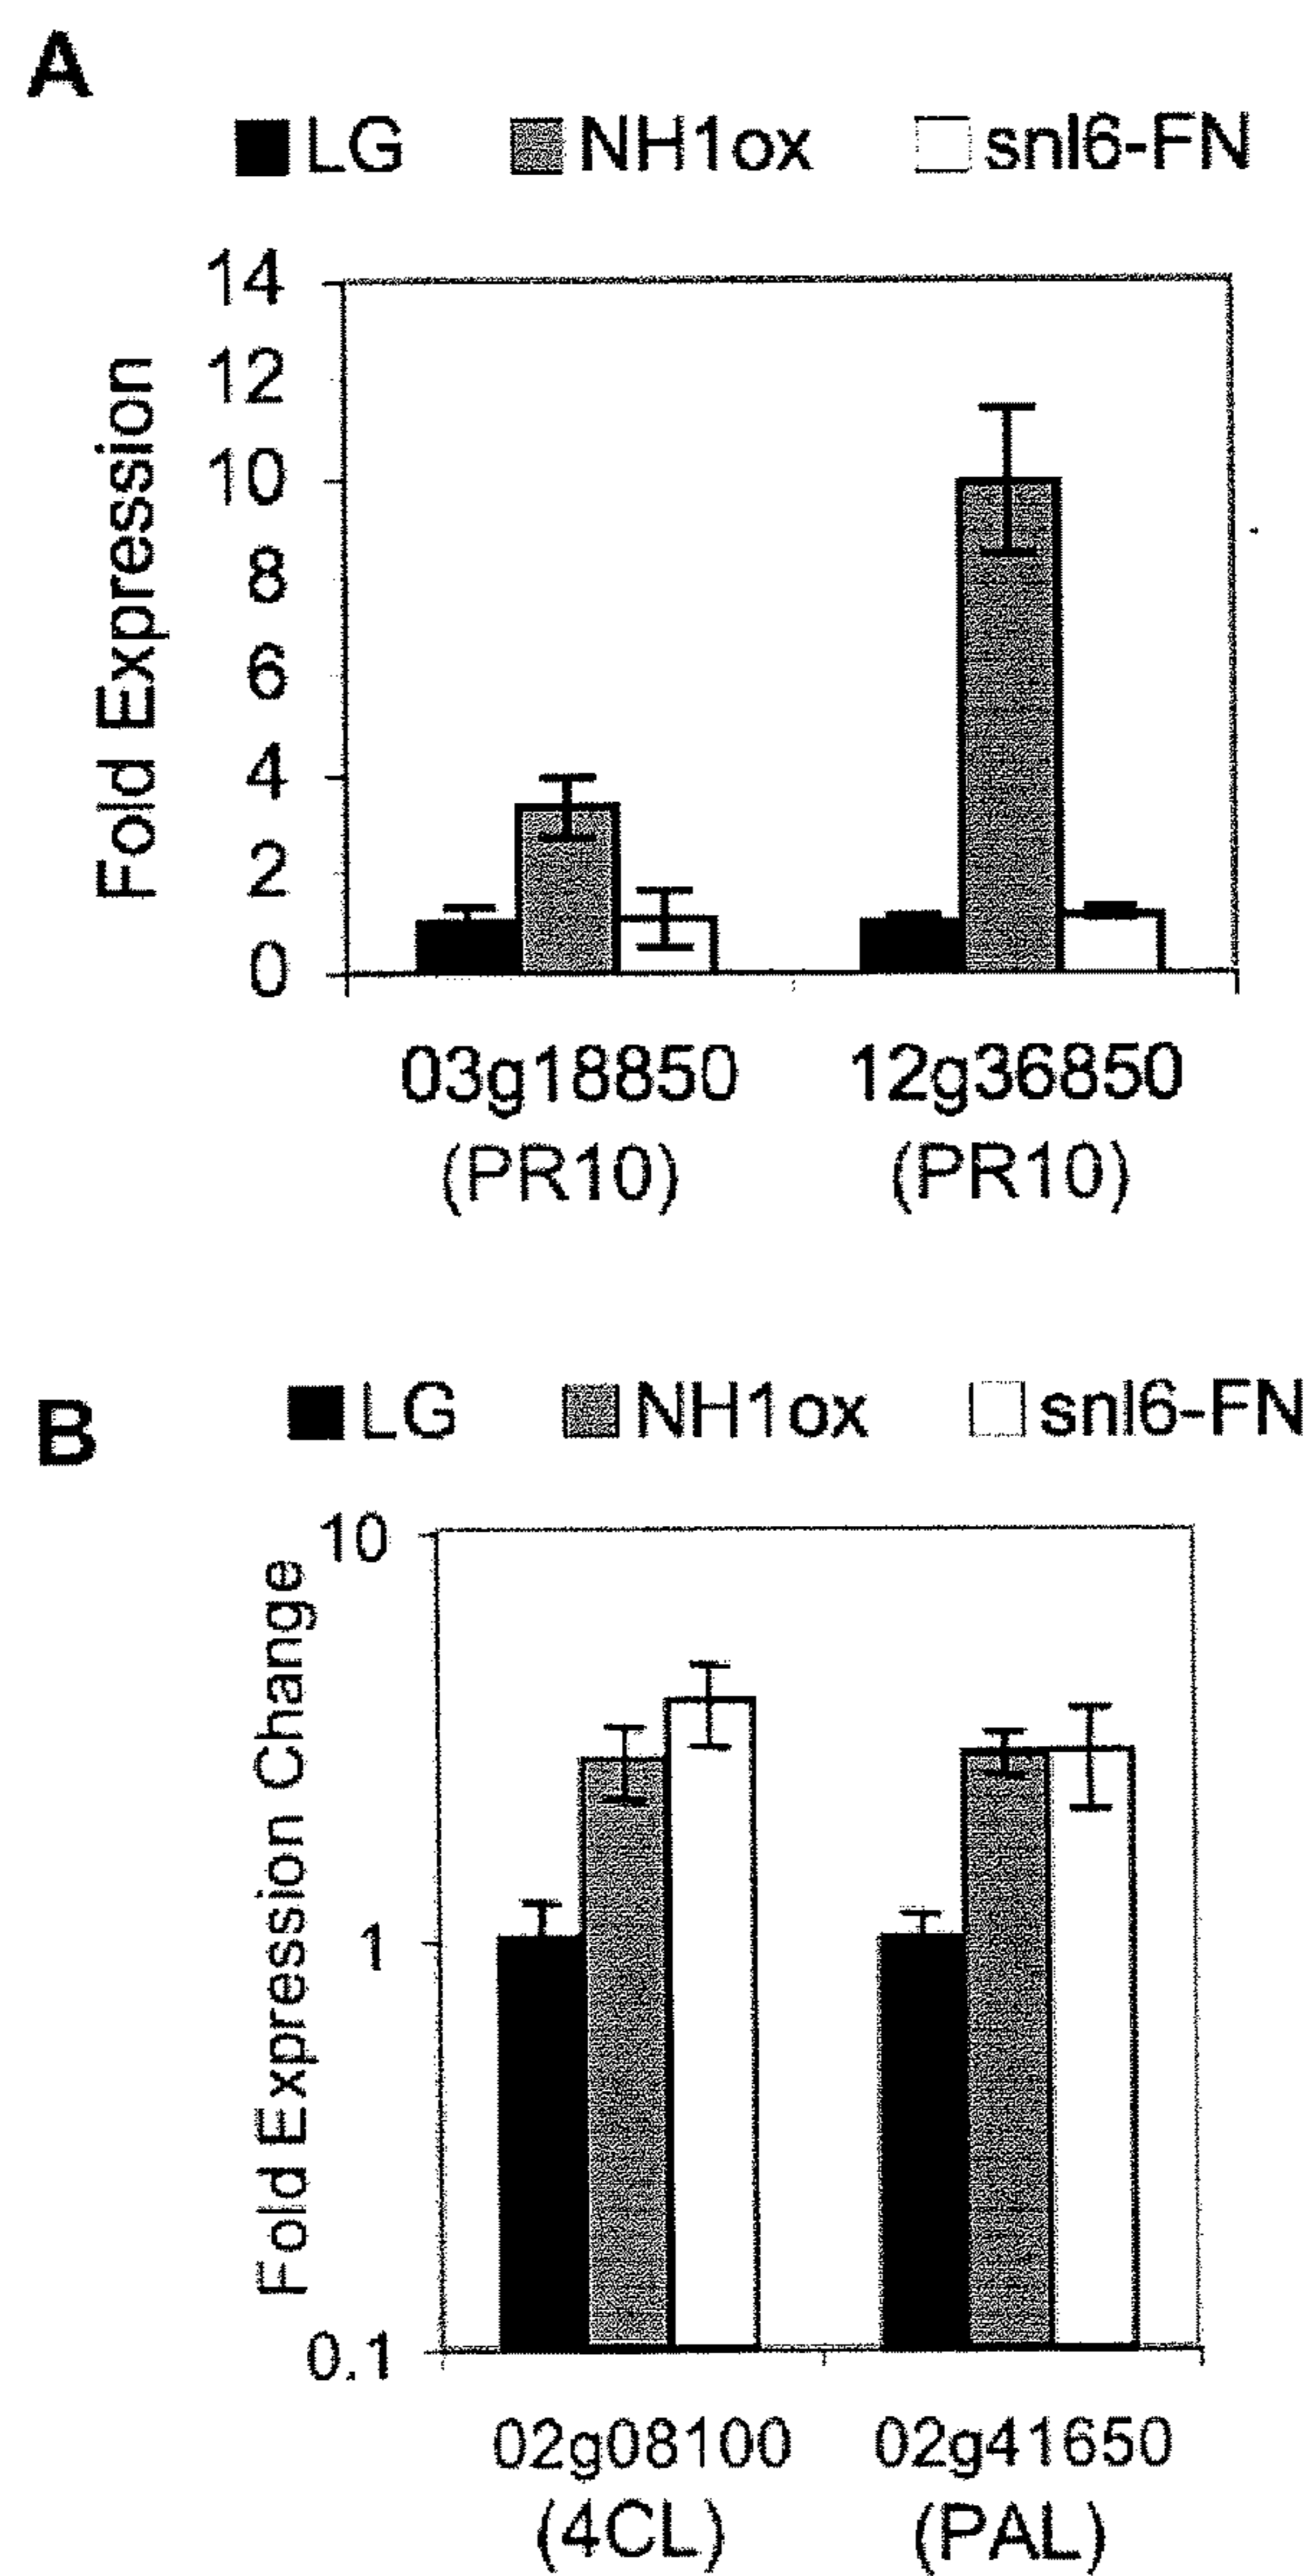 A
LG NH1ox snl6-FN
Fold Expression
14
12
10
8
6
4
2
0
03g18850 12g36850
(PR10) (PR10)
B
LG NH1ox snl6-FN
Fold Expression Change
10
1
0.1
02g08100 02g41650
(4CL) (PAL)